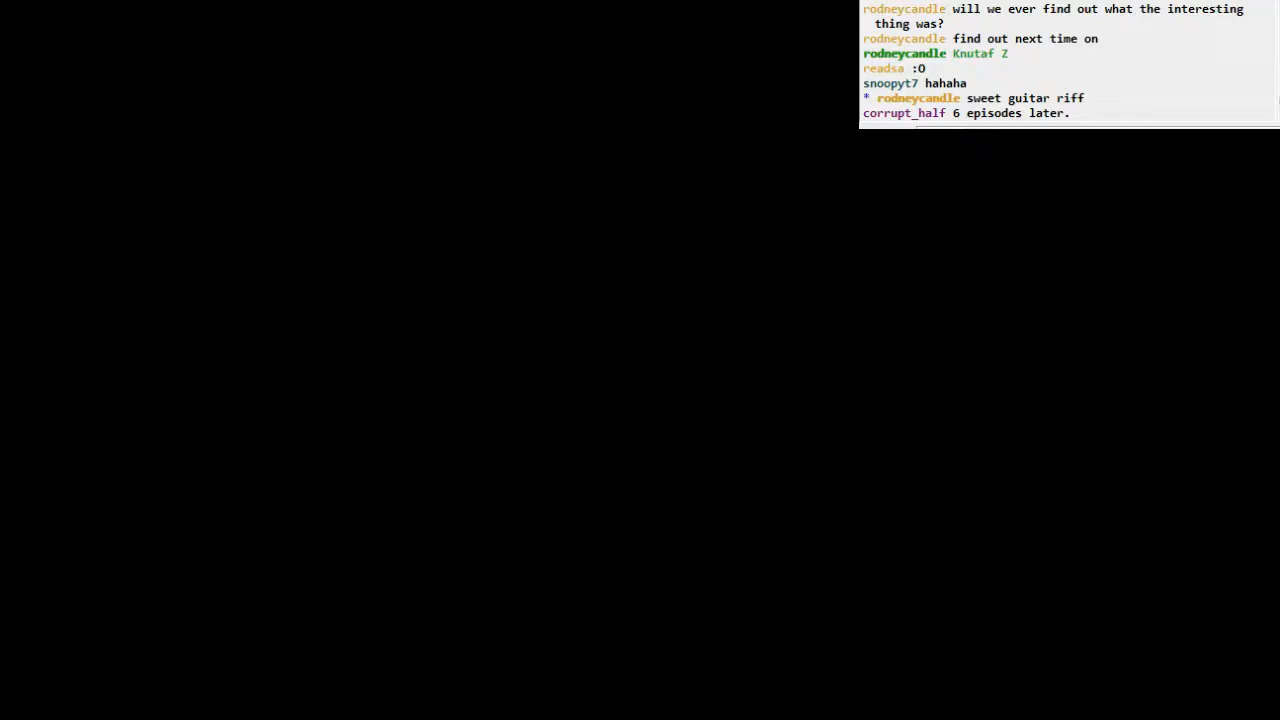 rodneycandle will we ever find out what the interesting
thing was?
rodneycandle find out next time on
rodneycandle Knutaf Z
readsa :O
snoopyt7 hahaha
* rodneycandle sweet guitar riff
corrupt_half 6 episodes later.